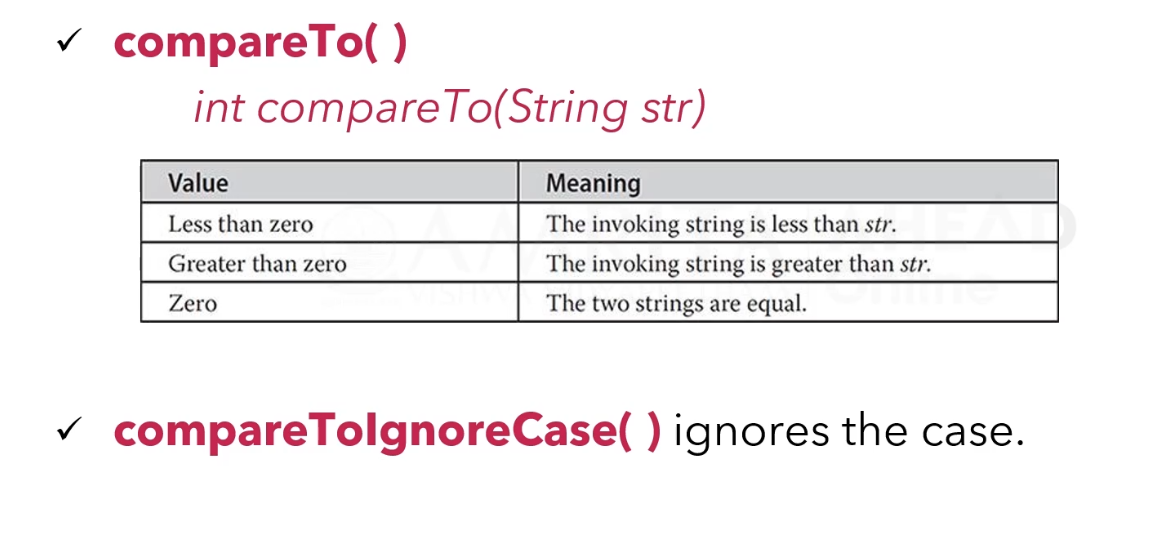 ✓ compareTo( )
int compareTo(String str)
Value Meaning
Less than zero The invoking string is less than str.
Greater than zero The invoking string is greater than str.
Zero The two strings are equal.
✓ compareToIgnoreCase( ) ignores the case.